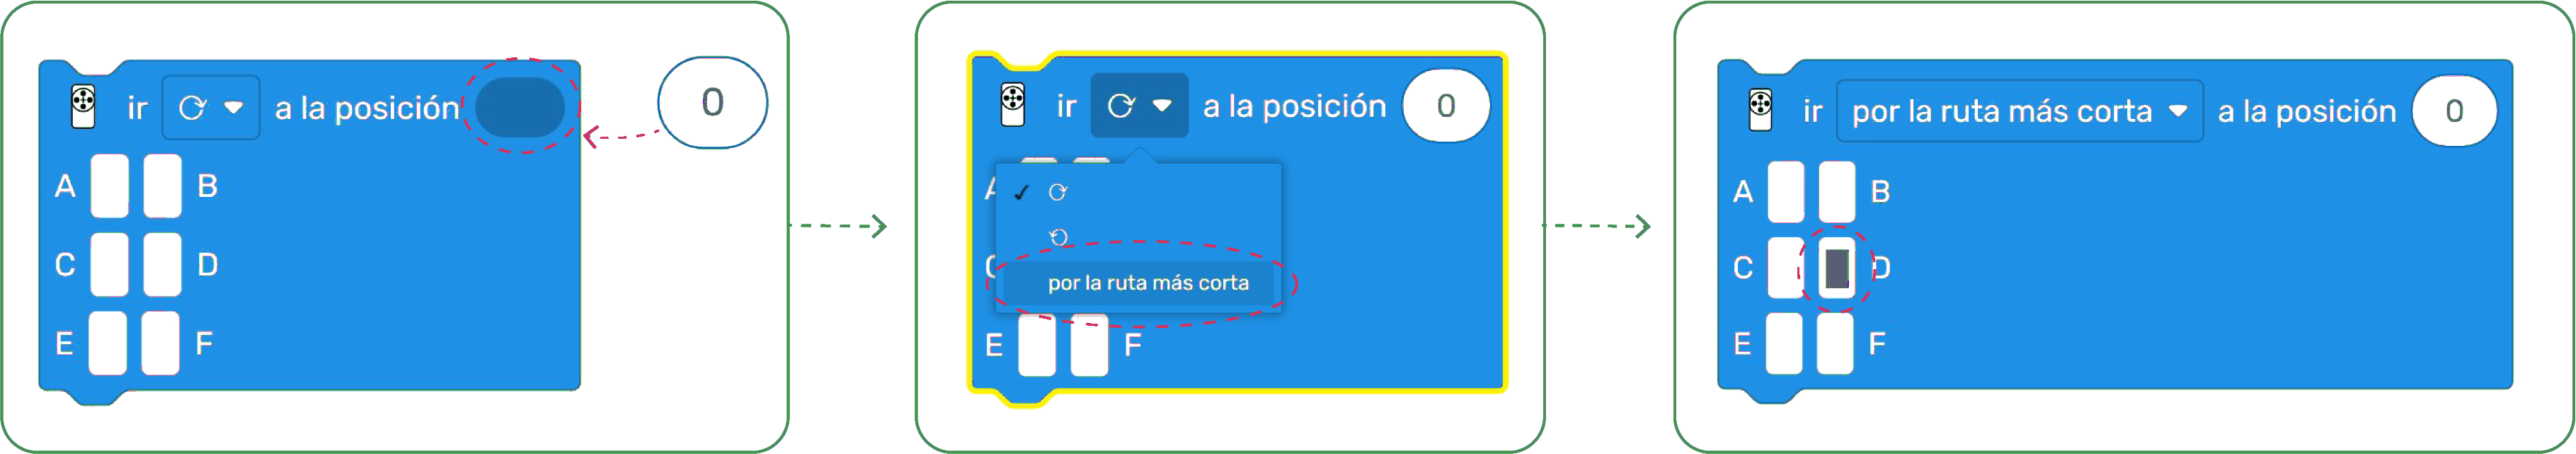 ir a la posición 0
A B
C D
E F
ir a la posición 0
A
C
por la ruta más corta
E F
ir por la ruta más corta a la posición 0
A B
C D
E F